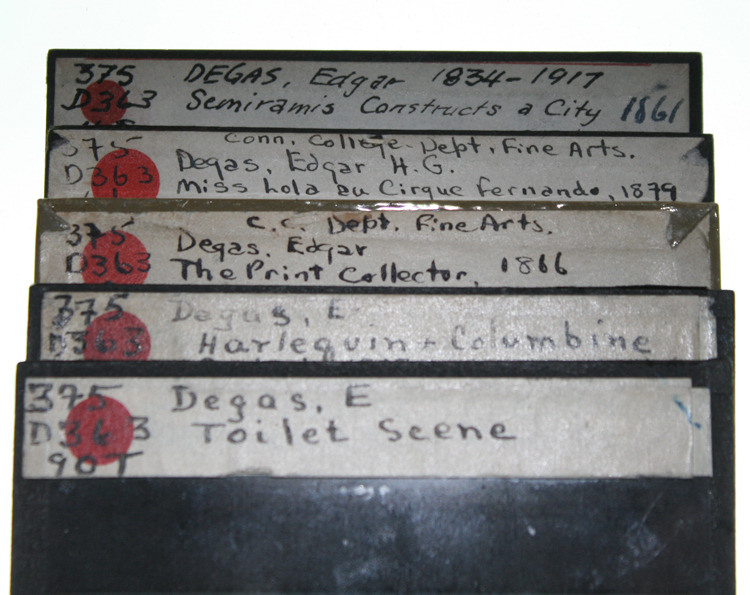 375 DEGAS, Edgar 1834-1917
D363 Semiramis Constructs a City 1861
375 Conn. College. Dept. Fine Arts.
D363 Degas, Edgar H.G.
Miss Lola au Cirque Fernando, 1879
375 C.C. Dept. Fine Arts.
Degas, Edgar
D363 The Print Collector, 1866
375 Degas, E
D363 Harlequin + Columbine
375 Degas, E
D363 Toilet Scene
90T